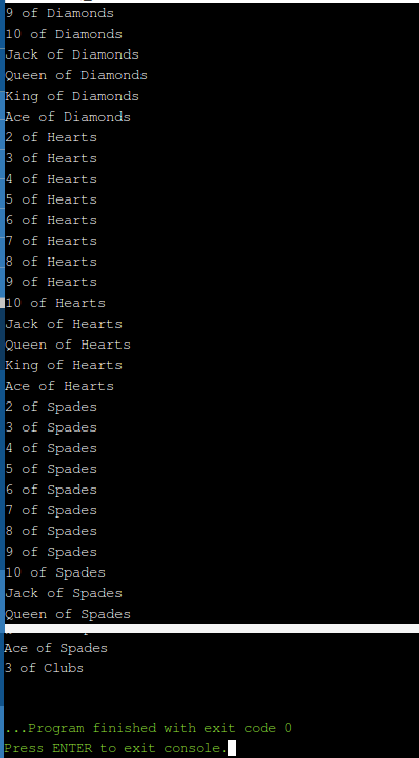 9 of Diamonds
10 of Diamonds
Jack of Diamonds
Queen of Diamonds
King of Diamonds
Ace of Diamonds
2 of Hearts
3 of Hearts
4 of Hearts
5 of Hearts
6 of Hearts
7 of Hearts
8 of Hearts
9 of Hearts
10 of Hearts
Jack of Hearts
Queen of Hearts
King of Hearts
Ace of Hearts
2 of Spades
3 of Spades
4 of Spades
5 of Spades
6 of Spades
7 of Spades
8 of Spades
9 of Spades
10 of Spades
Jack of Spades
Queen of Spades
Ace of Spades
3 of Clubs
...Program finished with exit code 0
Press ENTER to exit console.